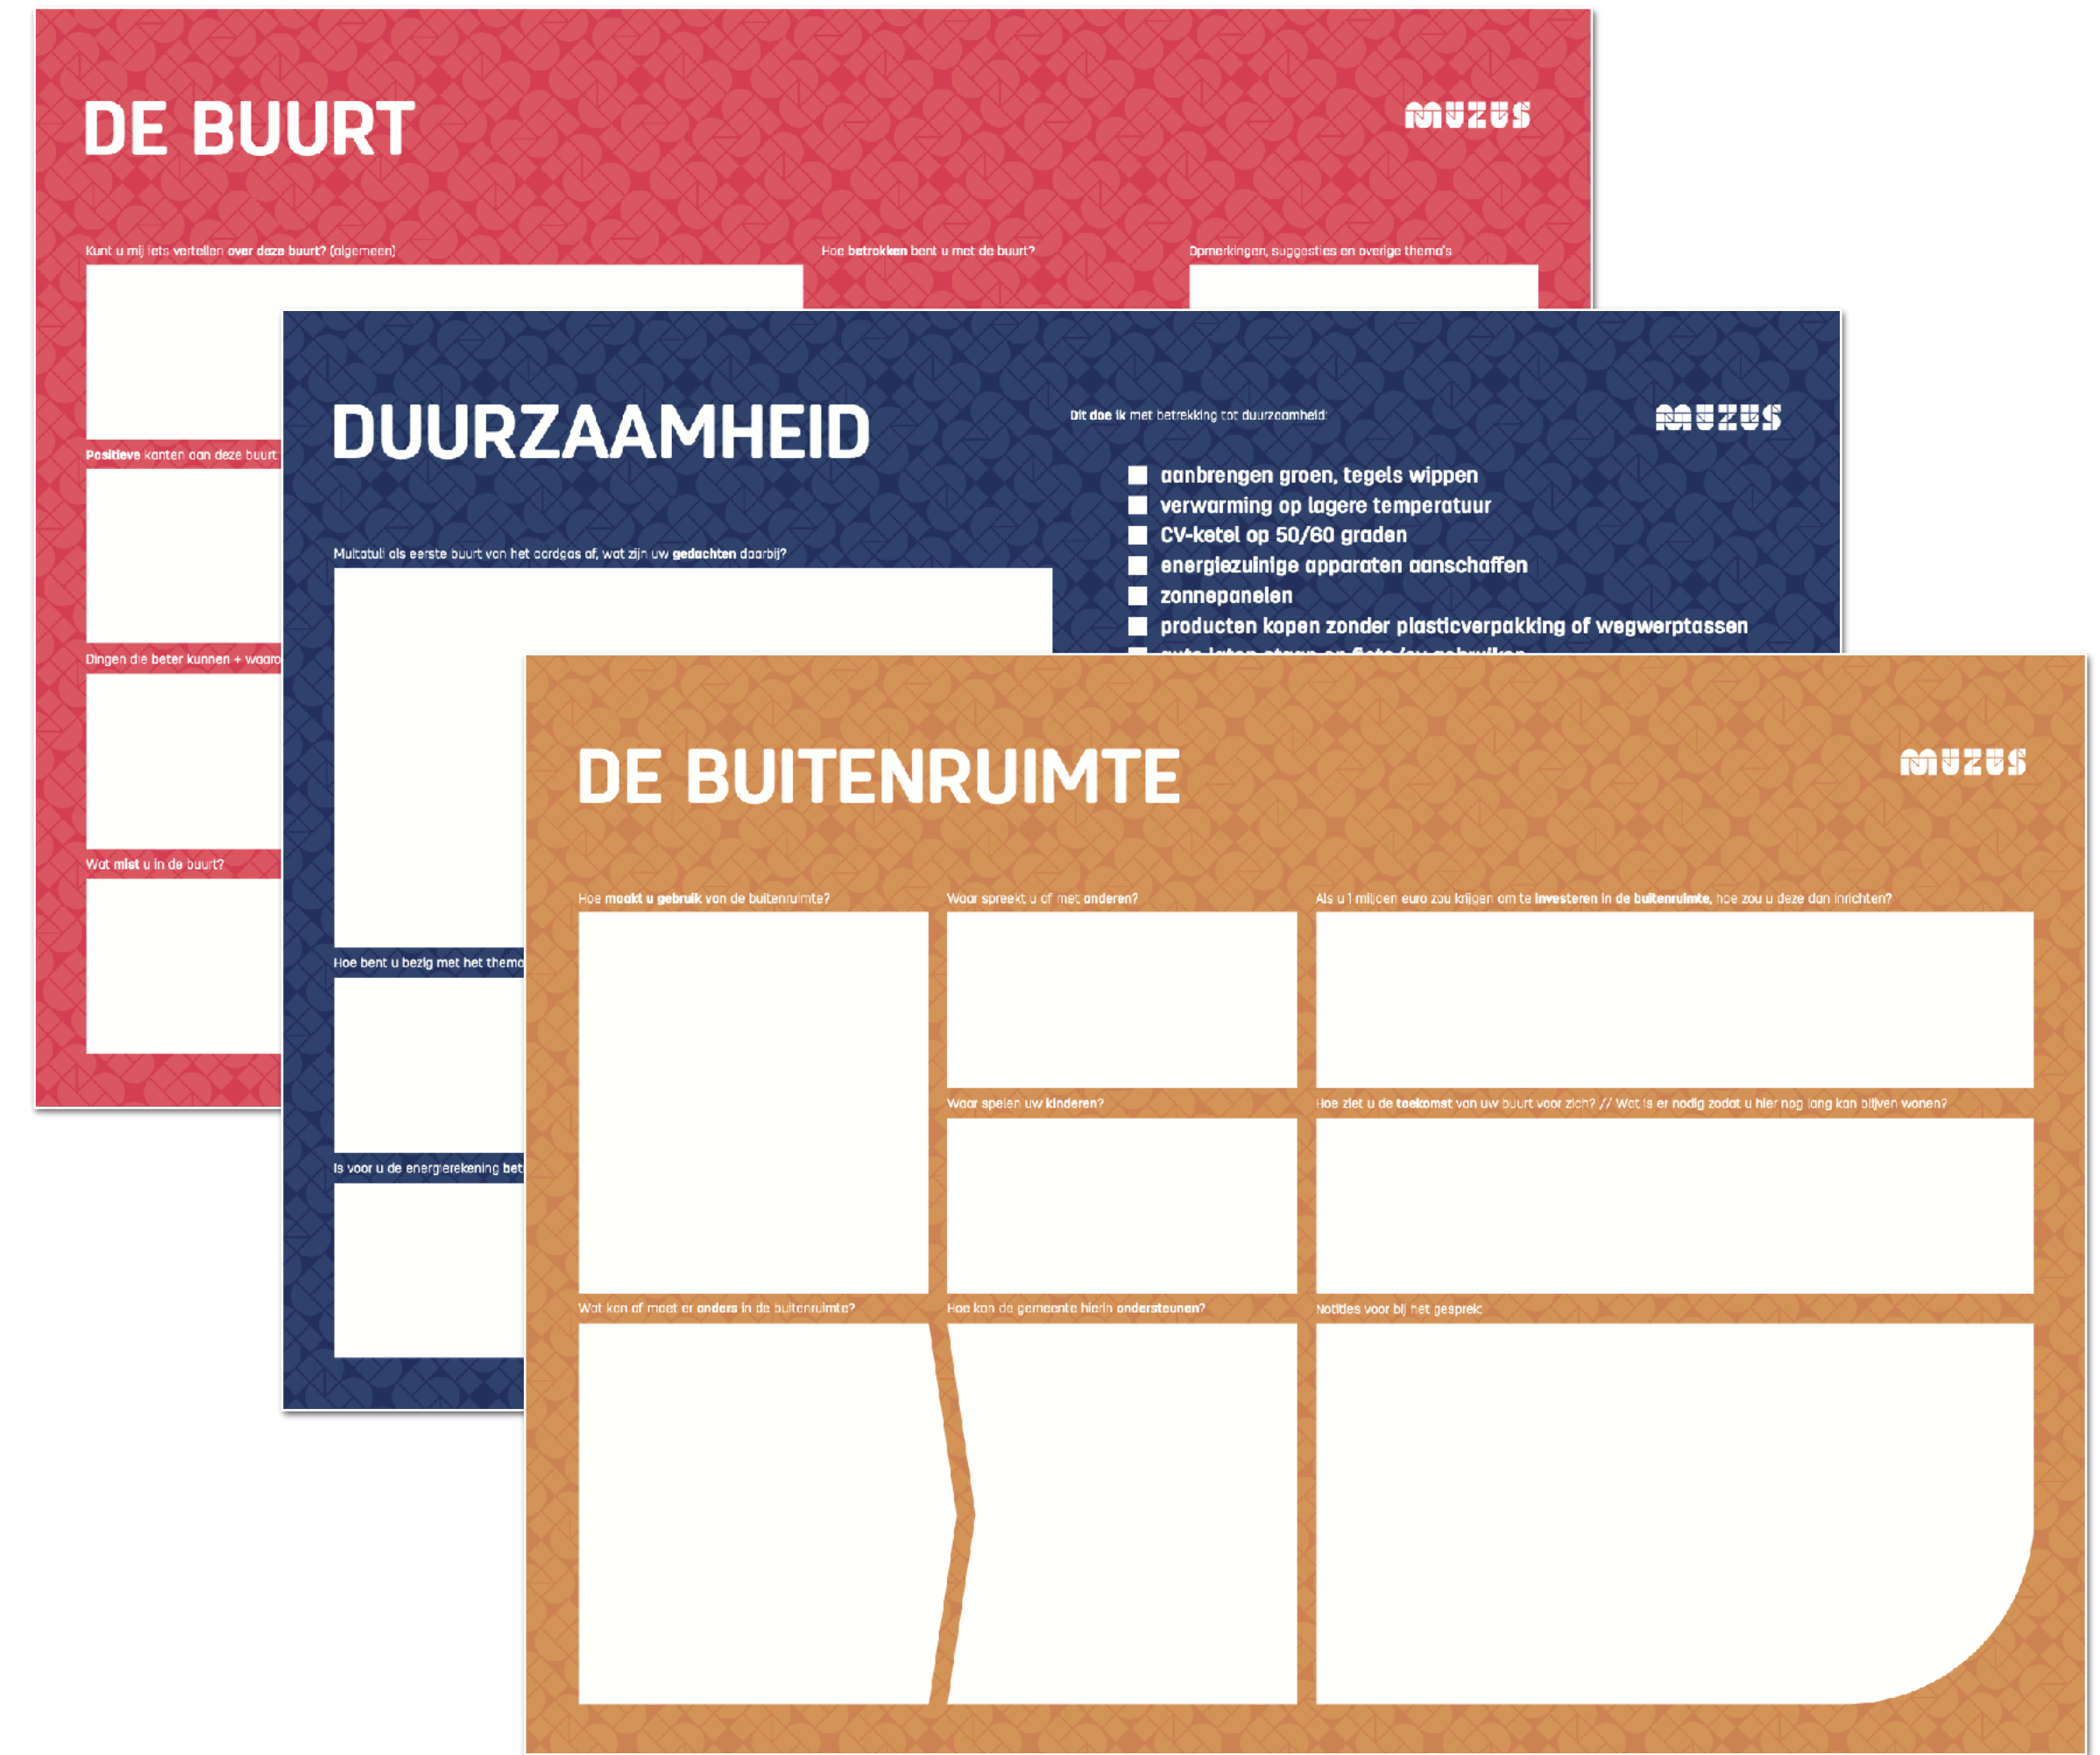 DE BUURT
MUZUS
Kunt u mij iets vertellen over deze buurt? (algemeen)
Hoe betrokken bent u met de buurt?
Opmerkingen, suggesties en overige thema's
Positieve kanten aan deze buurt
Dingen die beter kunnen + waaro
Wat mist u in de buurt?
DUURZAAMHEID
MUZUS
Dit doe ik met betrekking tot duurzaamheid:
aanbrengen groen, tegels wippen
verwarming op lagere temperatuur
CV-ketel op 50/60 graden
energiezuinige apparaten aanschaffen
zonnepanelen
producten kopen zonder plasticverpakking of wegwerptassen
auto laten staan en fiets/ov gebruiken
Multatuli als eerste buurt van het aardgas af, wat zijn uw gedachten daarbij?
Hoe bent u bezig met het thema
Is voor u de energierekening bet
DE BUITENRUIMTE
MUZUS
Hoe maakt u gebruik van de buitenruimte?
Waar spreekt u af met anderen?
Als u 1 miljoen euro zou krijgen om te investeren in de buitenruimte, hoe zou u deze dan inrichten?
Waar spelen uw kinderen?
Hoe ziet u de toekomst van uw buurt voor zich? // Wat is er nodig zodat u hier nog lang kan blijven wonen?
Wat kan of moet er anders in de buitenruimte?
Hoe kan de gemeente hierin ondersteunen?
Notities voor bij het gesprek: